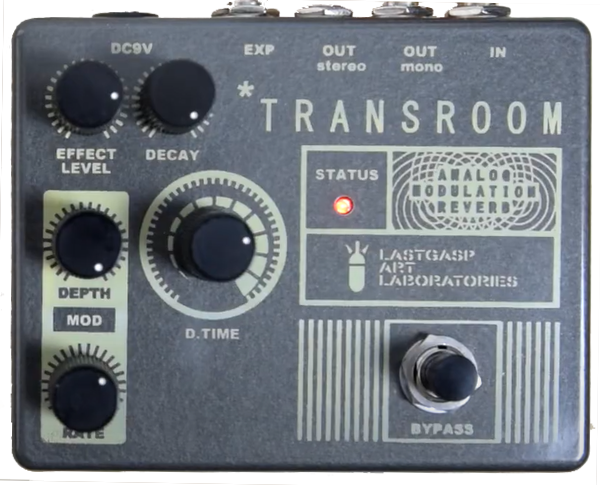 DC9V
EXP
OUT
stereo
OUT
mono
IN
*TRANSROOM
EFFECT
LEVEL
DECAY
STATUS
ANALOG
MODULATION
REVERB
LASTGASP
ART
LABORATORIES
DEPTH
MOD
RATE
D.TIME
BYPASS